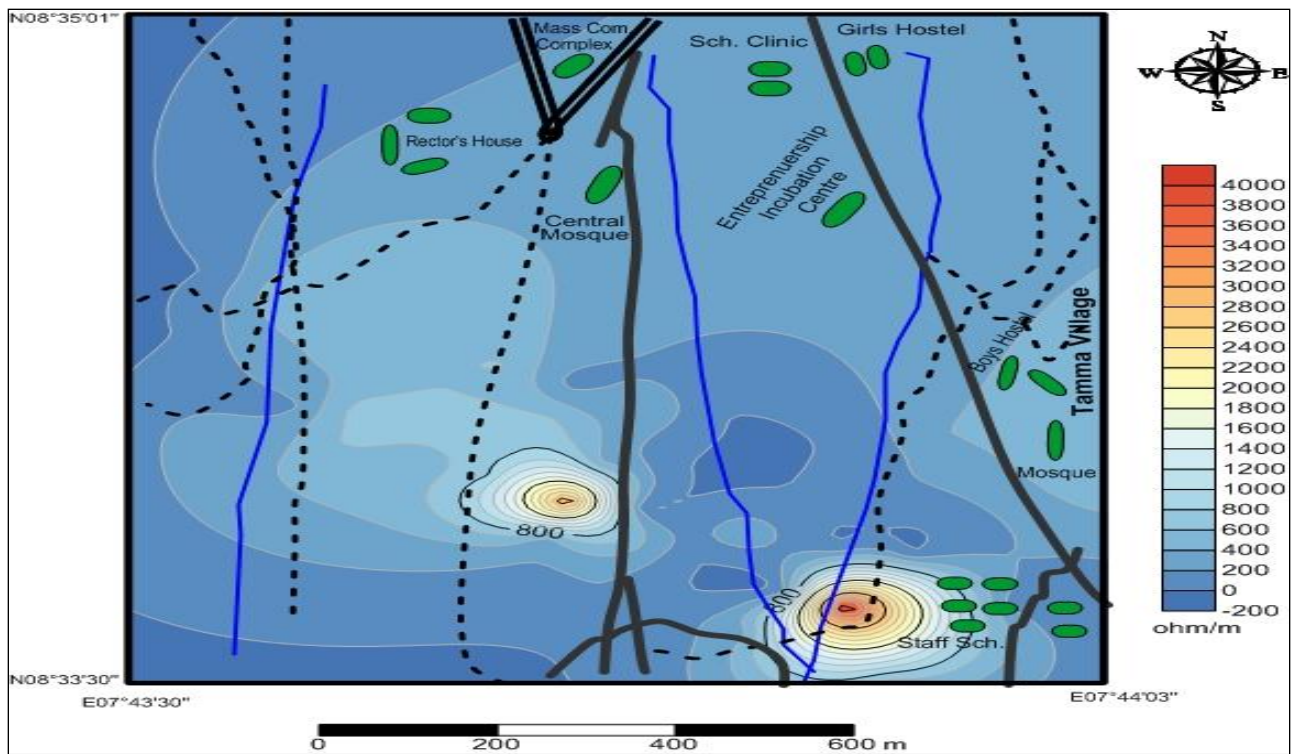 N08°35'01"
Mass Com.
Complex
Sch. Clinic
Girls Hostel
N
W
E
S
Rector's House
Entreprenuership
Incubation
Centre
Central
Mosque
Boys Hostel
Tamma VNlage
Mosque
800
800
Staff Sch.
4000
3800
3600
3400
3200
3000
2800
2600
2400
2200
2000
1800
1600
1400
1200
1000
800
600
400
200
0
-200
ohm/m
N08°33'30"
E07°43'30"
E07°44'03"
0
200
400
600 m